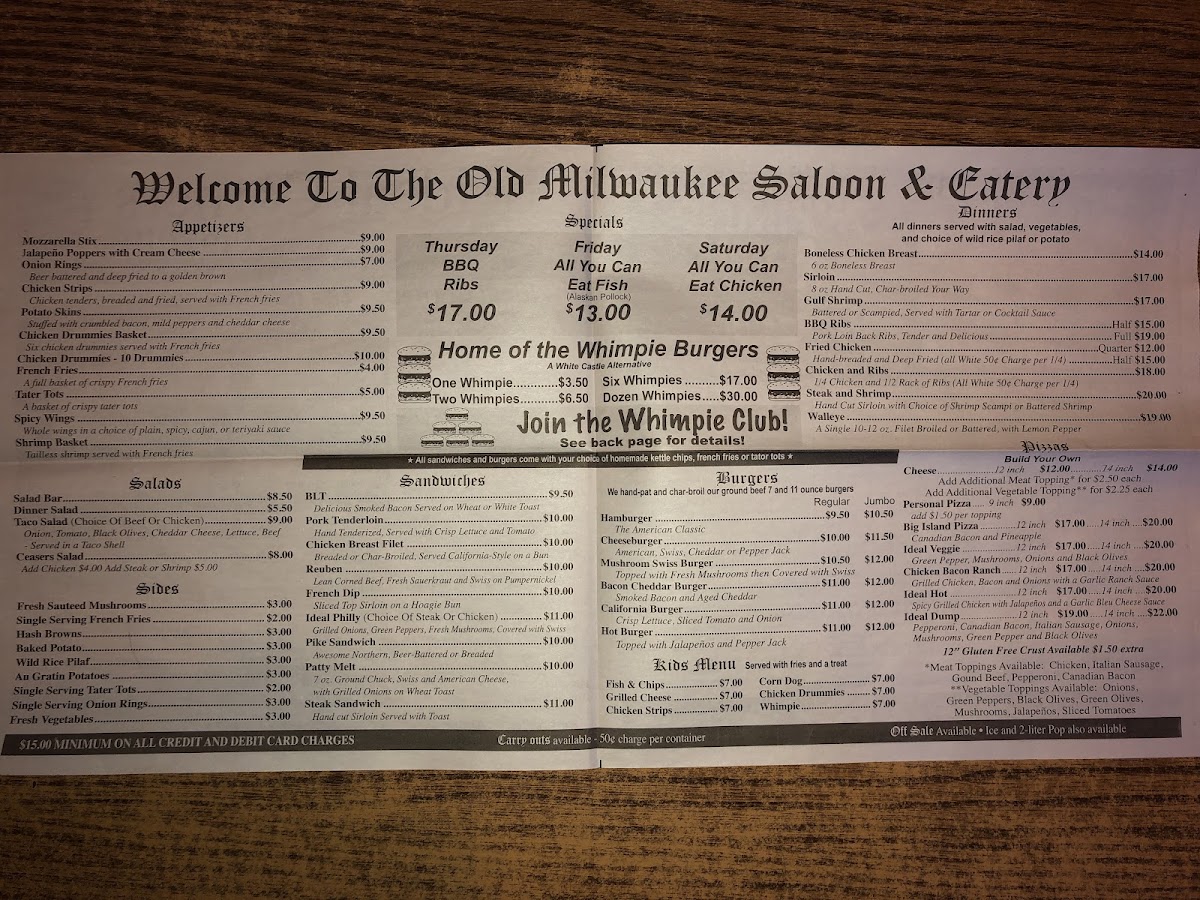 Welcome To The Old Milwaukee Saloon & Eatery
Appetizers
Mozzarella Stix $9.00
Jalapeño Poppers with Cream Cheese $9.00
Onion Rings $7.00
Beer battered and deep fried to a golden brown
Chicken Strips $9.00
Chicken tenders, breaded and fried, served with French fries
Potato Skins $9.50
Stuffed with crumbled bacon, mild peppers and cheddar cheese
Chicken Drummies Basket $9.50
Six chicken drummies served with French fries
Chicken Drummies - 10 Drummies $10.00
French Fries $4.00
A full basket of crispy French fries
Tater Tots $5.00
A basket of crispy tater tots
Spicy Wings $9.50
Whole wings in a choice of plain, spicy, cajun, or teriyaki sauce
Shrimp Basket $9.50
Tailless shrimp served with French fries
Specials
Thursday
BBQ
Ribs
$17.00
Friday
All You Can
Eat Fish
(Alaskan Pollock)
$13.00
Saturday
All You Can
Eat Chicken
$14.00
Home of the Whimpie Burgers
A White Castle Alternative
One Whimpie............$3.50
Two Whimpies..........$6.50
Six Whimpies.........$17.00
Dozen Whimpies....$30.00
Join the Whimpie Club!
See back page for details!
Dinners
All dinners served with salad, vegetables,
and choice of wild rice pilaf or potato
Boneless Chicken Breast $14.00
6 oz Boneless Breast
Sirloin $17.00
8 oz Hand Cut, Char-broiled Your Way
Gulf Shrimp $17.00
Battered or Scampied, Served with Tartar or Cocktail Sauce
BBQ Ribs Half $15.00
Pork Loin Back Ribs, Tender and Delicious Full $19.00
Fried Chicken Quarter $12.00
Hand-breaded and Deep Fried (all White 50¢ Charge per 1/4) Half $15.00
Chicken and Ribs $18.00
1/4 Chicken and 1/2 Rack of Ribs (All White 50¢ Charge per 1/4)
Steak and Shrimp $20.00
Hand Cut Sirloin with Choice of Shrimp Scampi or Battered Shrimp
Walleye $19.00
A Single 10-12 oz. Filet Broiled or Battered, with Lemon Pepper
★ All sandwiches and burgers come with your choice of homemade kettle chips, french fries or tator tots ★
Salads
Salad Bar $8.50
Dinner Salad $5.50
Taco Salad (Choice Of Beef Or Chicken) $9.00
Onion, Tomato, Black Olives, Cheddar Cheese, Lettuce, Beef
- Served in a Taco Shell
Ceasers Salad $8.00
Add Chicken $4.00 Add Steak or Shrimp $5.00
Sides
Fresh Sauteed Mushrooms $3.00
Single Serving French Fries $2.00
Hash Browns $3.00
Baked Potato $3.00
Wild Rice Pilaf $3.00
Au Gratin Potatoes $3.00
Single Serving Tater Tots $2.00
Single Serving Onion Rings $3.00
Fresh Vegetables $3.00
Sandwiches
BLT $9.50
Delicious Smoked Bacon Served on Wheat or White Toast
Pork Tenderloin $10.00
Hand Tenderized, Served with Crisp Lettuce and Tomato
Chicken Breast Filet $10.00
Breaded or Char-Broiled, Served California-Style on a Bun
Reuben $10.00
Lean Corned Beef, Fresh Sauerkraut and Swiss on Pumpernickel
French Dip $10.00
Sliced Top Sirloin on a Hoagie Bun
Ideal Philly (Choice Of Steak Or Chicken) $11.00
Grilled Onions, Green Peppers, Fresh Mushrooms, Covered with Swiss
Pike Sandwich $10.00
Awesome Northern, Beer-Battered or Breaded
Patty Melt $10.00
7 oz. Ground Chuck, Swiss and American Cheese,
with Grilled Onions on Wheat Toast
Steak Sandwich $11.00
Hand cut Sirloin Served with Toast
Burgers
We hand-pat and char-broil our ground beef 7 and 11 ounce burgers
Regular Jumbo
Hamburger $9.50 $10.50
The American Classic
Cheeseburger $10.00 $11.50
American, Swiss, Cheddar or Pepper Jack
Mushroom Swiss Burger $10.50 $12.00
Topped with Fresh Mushrooms then Covered with Swiss
Bacon Cheddar Burger $11.00 $12.00
Smoked Bacon and Aged Cheddar
California Burger $11.00 $12.00
Crisp Lettuce, Sliced Tomato and Onion
Hot Burger $11.00 $12.00
Topped with Jalapeños and Pepper Jack
Kids Menu Served with fries and a treat
Fish & Chips $7.00
Grilled Cheese $7.00
Chicken Strips $7.00
Corn Dog $7.00
Chicken Drummies $7.00
Whimpie $7.00
Pizzas
Build Your Own
Cheese 12 inch $12.00 14 inch $14.00
Add Additional Meat Topping* for $2.50 each
Add Additional Vegetable Topping** for $2.25 each
Personal Pizza 9 inch $9.00
add $1.50 per topping
Big Island Pizza 12 inch $17.00 14 inch $20.00
Canadian Bacon and Pineapple
Ideal Veggie 12 inch $17.00 14 inch $20.00
Green Pepper, Mushrooms, Onions and Black Olives
Chicken Bacon Ranch 12 inch $17.00 14 inch $20.00
Grilled Chicken, Bacon and Onions with a Garlic Ranch Sauce
Ideal Hot 12 inch $17.00 14 inch $20.00
Spicy Grilled Chicken with Jalapeños and a Garlic Bleu Cheese Sauce
Ideal Dump 12 inch $19.00 14 inch $22.00
Pepperoni, Canadian Bacon, Italian Sausage, Onions,
Mushrooms, Green Pepper and Black Olives
12" Gluten Free Crust Available $1.50 extra
*Meat Toppings Available: Chicken, Italian Sausage,
Gound Beef, Pepperoni, Canadian Bacon
**Vegetable Toppings Available: Onions,
Green Peppers, Black Olives, Green Olives,
Mushrooms, Jalapeños, Sliced Tomatoes
$15.00 MINIMUM ON ALL CREDIT AND DEBIT CARD CHARGES
Carry outs available - 50¢ charge per container
Off Sale Available • Ice and 2-liter Pop also available